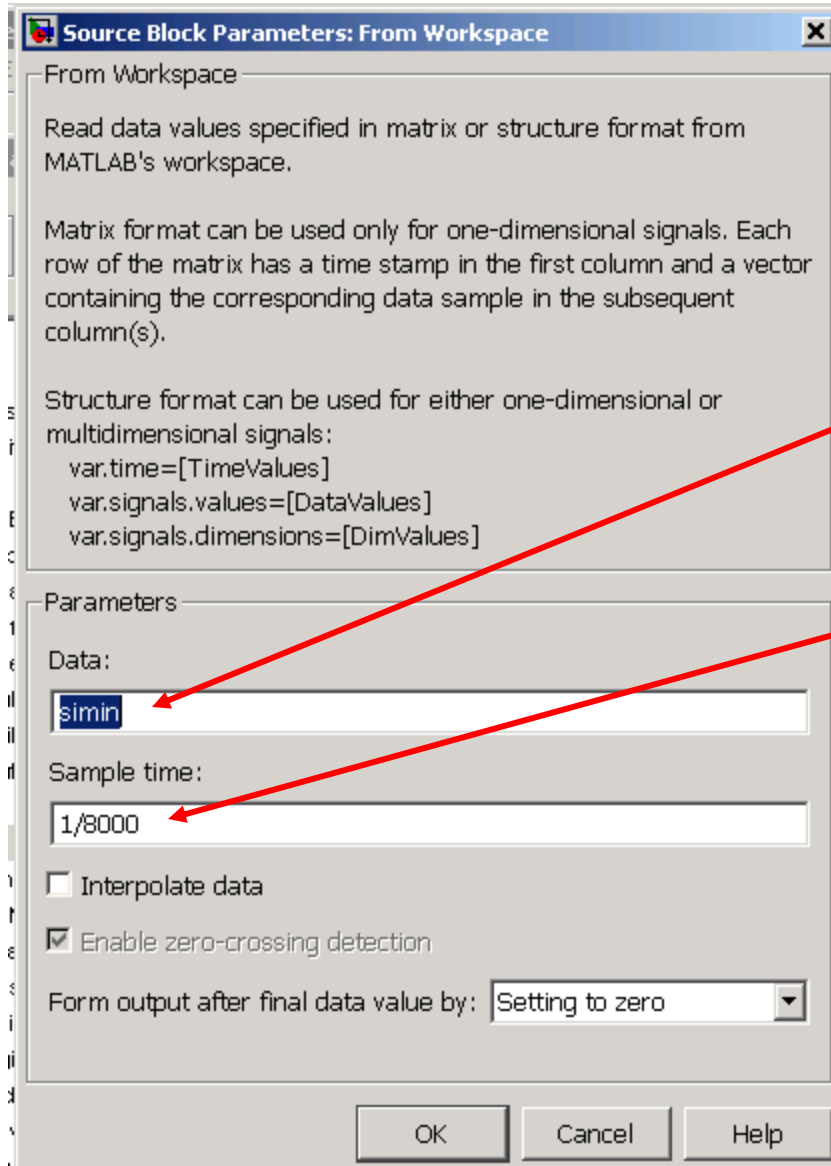 Source Block Parameters: From Workspace
From Workspace
Read data values specified in matrix or structure format from
MATLAB's workspace.
Matrix format can be used only for one-dimensional signals. Each
row of the matrix has a time stamp in the first column and a vector
containing the corresponding data sample in the subsequent
column(s).
Structure format can be used for either one-dimensional or
multidimensional signals:
var.time=[TimeValues]
var.signals.values=[DataValues]
var.signals.dimensions=[DimValues]
Parameters
Data:
simin
Sample time:
1/8000
Interpolate data
Enable zero-crossing detection
Form output after final data value by: Setting to zero
OK Cancel Help